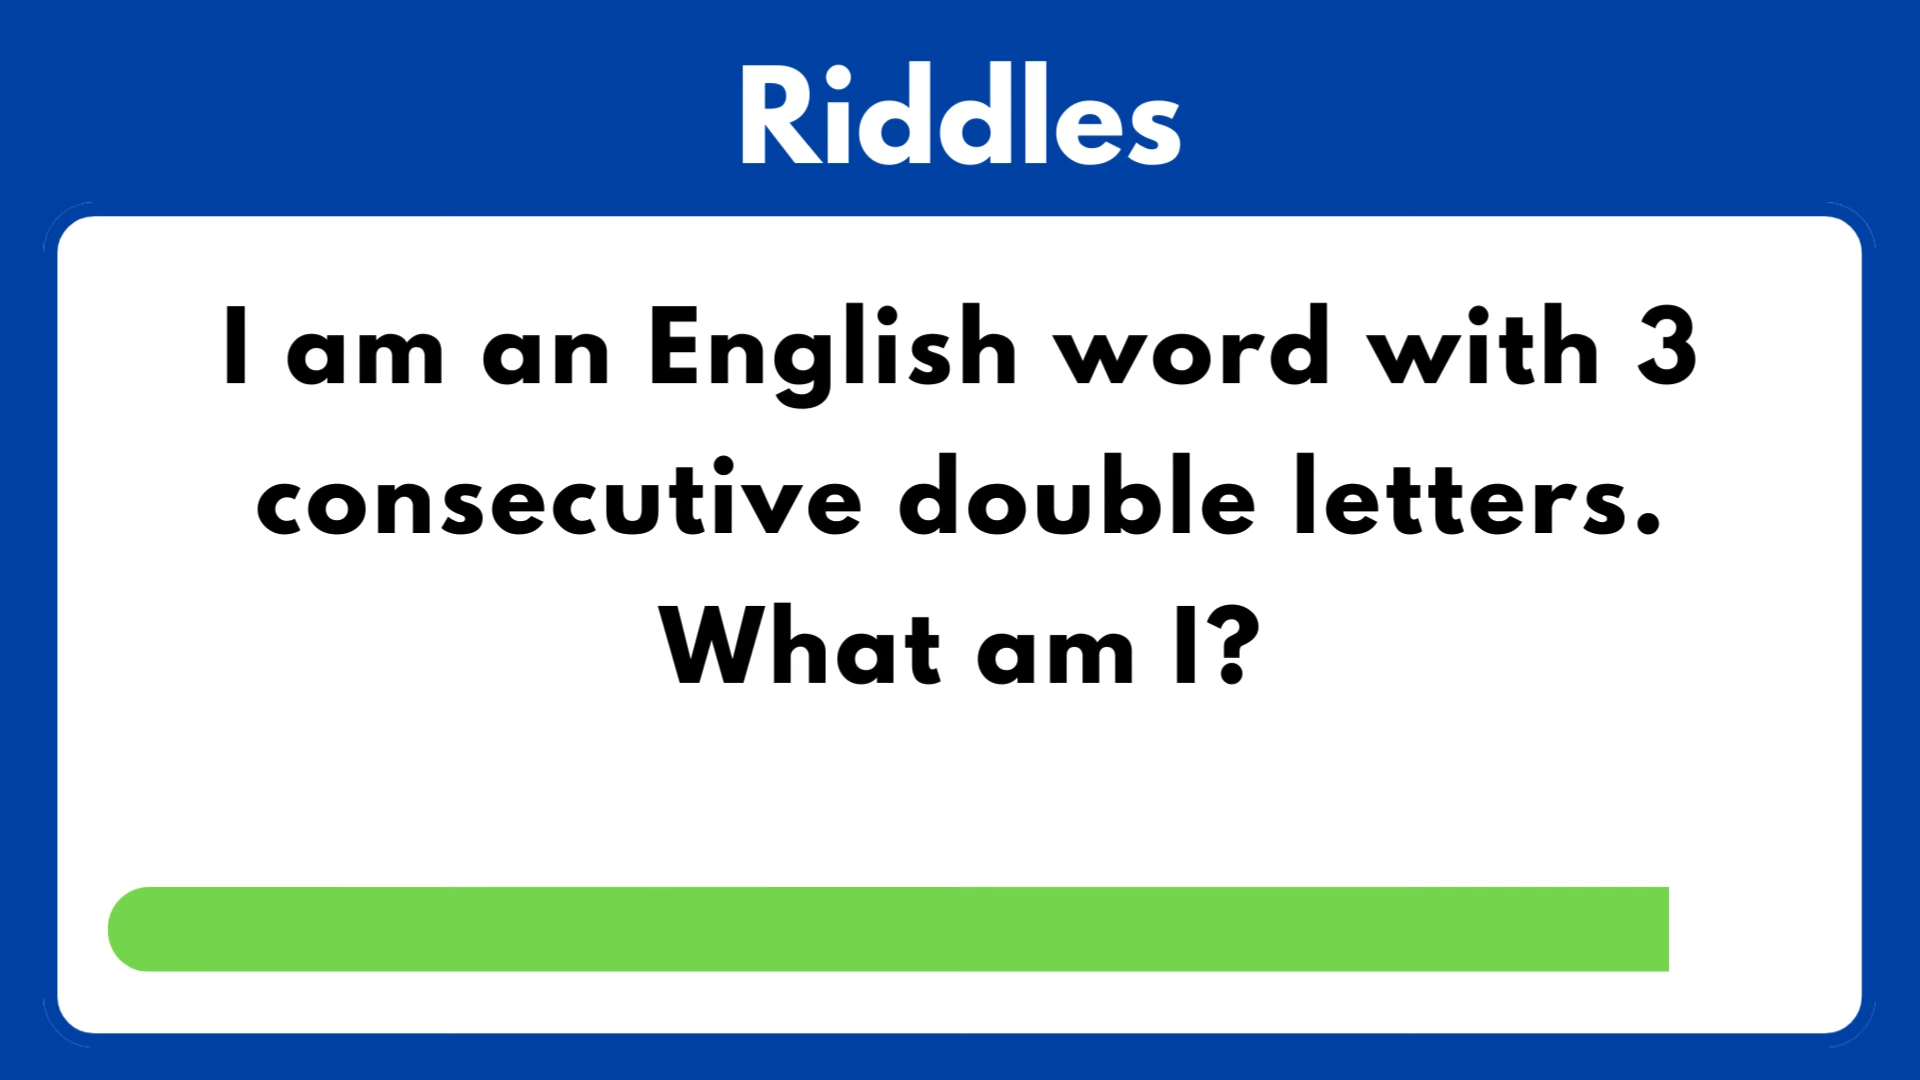 Riddles
I am an English word with 3
consecutive double letters.
What am I?